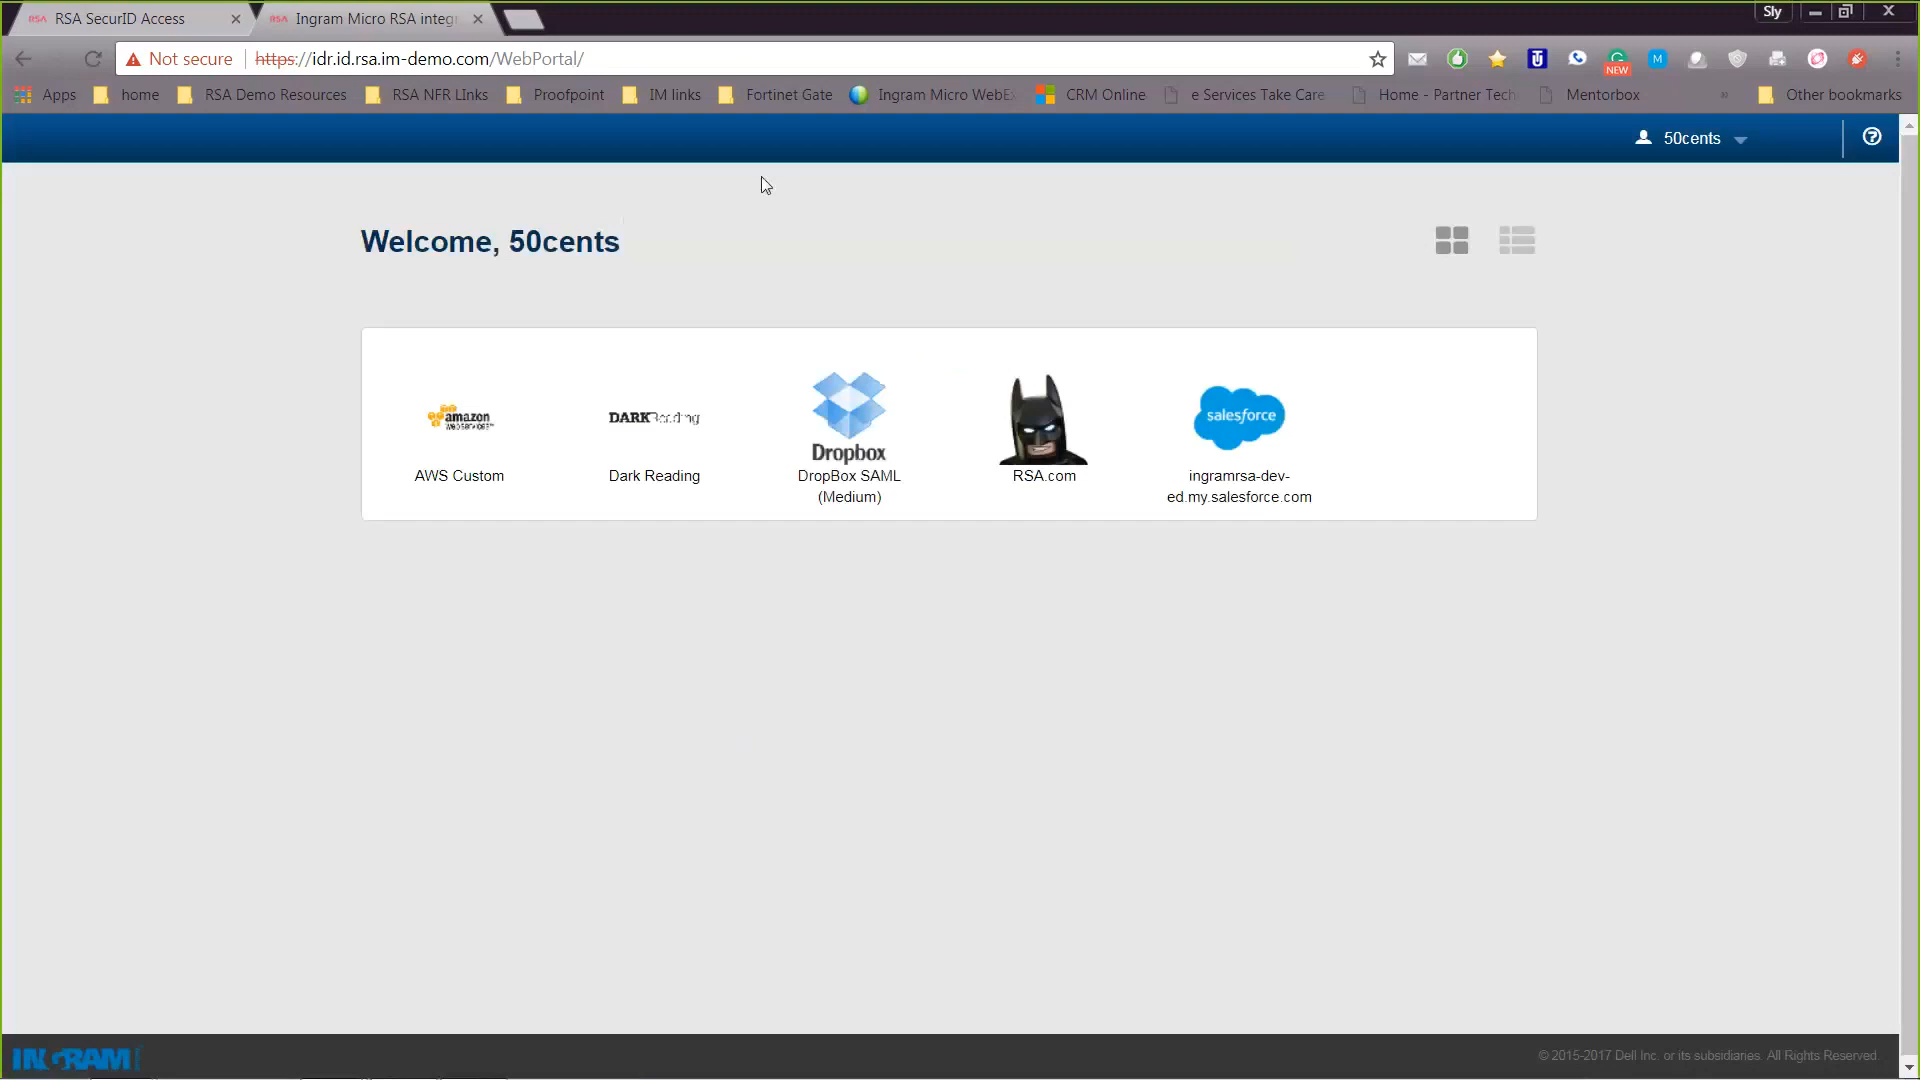 RSA SecurID Access
Ingram Micro RSA integ
Sly
Not secure
https://idr.id.rsa.im-demo.com/WebPortal/
NEW
M
Apps
home
RSA Demo Resources
RSA NFR LInks
Proofpoint
IM links
Fortinet Gate
Ingram Micro WebEx
CRM Online
e Services Take Care
Home - Partner Tech
Mentorbox
Other bookmarks
50cents
Welcome, 50cents
amazon
webservices™
DARKReading
Dropbox
salesforce
AWS Custom
Dark Reading
DropBox SAML
(Medium)
RSA.com
ingramrsa-dev-
ed.my.salesforce.com
INGRAM
© 2015-2017 Dell Inc. or its subsidiaries. All Rights Reserved.